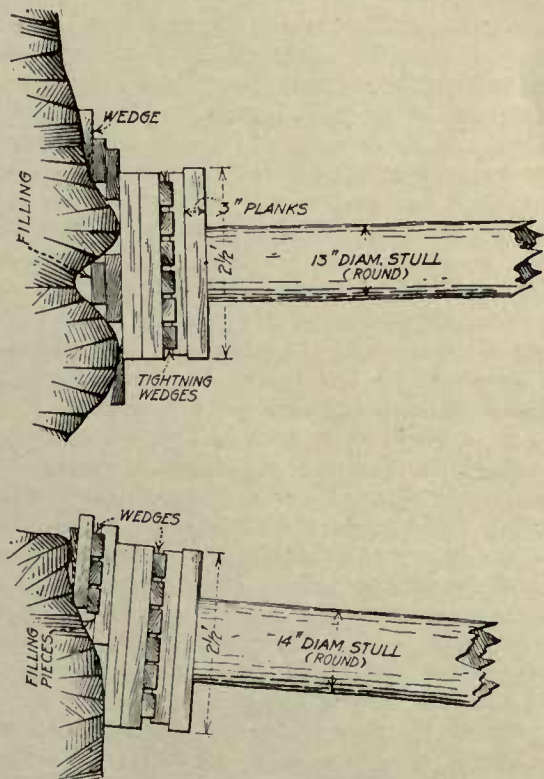 WEDGE
FILLING
3" PLANKS
2½'
13" DIAM. STULL
(ROUND)
TIGHTNING
WEDGES
WEDGES
FILLING
PIECES
2½'
14" DIAM. STULL
(ROUND)